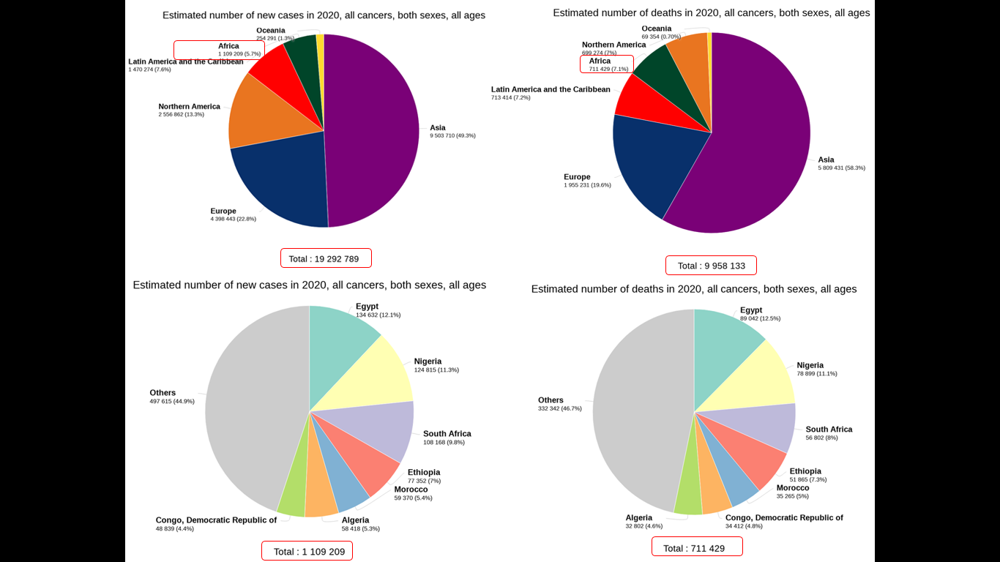 Estimated number of new cases in 2020, all cancers, both sexes, all ages
Oceania
254 291 (1.3%)
Africa
1 109 209 (5.7%)
Latin America and the Caribbean
1 470 274 (7.6%)
Northern America
2 556 862 (13.3%)
Asia
9 503 710 (49.3%)
Europe
4 398 443 (22.8%)
Total : 19 292 789
Estimated number of deaths in 2020, all cancers, both sexes, all ages
Oceania
69 354 (0.70%)
Northern America
699 274 (7%)
Africa
711 429 (7.1%)
Latin America and the Caribbean
713 414 (7.2%)
Asia
5 809 431 (58.3%)
Europe
1 955 231 (19.6%)
Total : 9 958 133
Estimated number of new cases in 2020, all cancers, both sexes, all ages
Egypt
134 632 (12.1%)
Nigeria
124 815 (11.3%)
Others
497 615 (44.9%)
South Africa
108 168 (9.8%)
Ethiopia
77 352 (7%)
Morocco
59 370 (5.4%)
Congo, Democratic Republic of
48 839 (4.4%)
Algeria
58 418 (5.3%)
Total : 1 109 209
Estimated number of deaths in 2020, all cancers, both sexes, all ages
Egypt
89 042 (12.5%)
Nigeria
78 899 (11.1%)
Others
332 342 (46.7%)
South Africa
56 802 (8%)
Ethiopia
51 865 (7.3%)
Morocco
35 265 (5%)
Algeria
32 802 (4.6%)
Congo, Democratic Republic of
34 412 (4.8%)
Total : 711 429